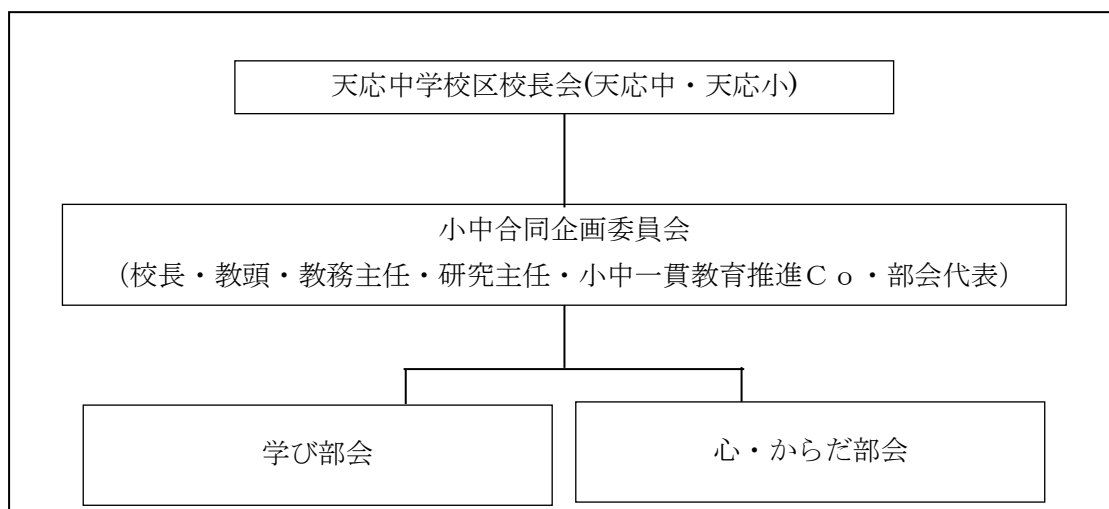 天応中学校区校長会(天応中・天応小)
小中合同企画委員会
（校長・教頭・教務主任・研究主任・小中一貫教育推進Ｃｏ・部会代表）
学び部会
心・からだ部会